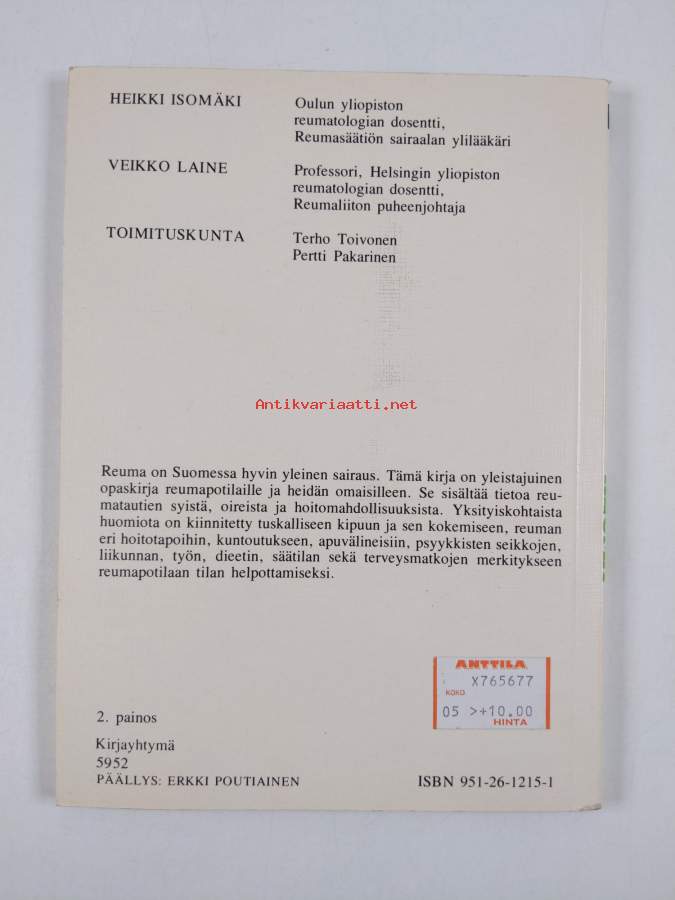 HEIKKI ISOMÄKI
Oulun yliopiston
reumatologian dosentti,
Reumasäätiön sairaalan ylilääkäri
VEIKKO LAINE
Professori, Helsingin yliopiston
reumatologian dosentti,
Reumaliiton puheenjohtaja
TOIMITUSKUNTA
Terho Toivonen
Pertti Pakarinen
Antikvariaatti.net
Reuma on Suomessa hyvin yleinen sairaus. Tämä kirja on yleistajuinen
opaskirja reumapotilaille ja heidän omaisilleen. Se sisältää tietoa reu-
matautien syistä, oireista ja hoitomahdollisuuksista. Yksityiskohtaista
huomiota on kiinnitetty tuskalliseen kipuun ja sen kokemiseen, reuman
eri hoitotapoihin, kuntoutukseen, apuvälineisiin, psyykkisten seikkojen,
liikunnan, työn, dieetin, säätilan sekä terveysmatkojen merkitykseen
reumapotilaan tilan helpottamiseksi.
ANTTILA
X765677
KOKO
05 >+10.00
HINTA
2. painos
Kirjayhtymä
5952
PÄÄLLYS: ERKKI POUTIAINEN
ISBN 951-26-1215-1